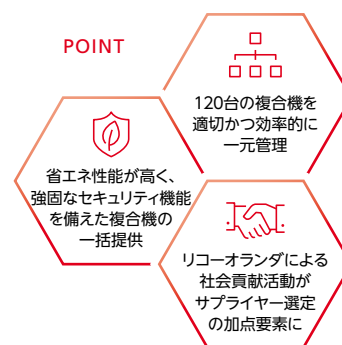 POINT
120台の複合機を
適切かつ効率的に
一元管理
省エネ性能が高く、
強固なセキュリティ機能
を備えた複合機の
一括提供
リコーオランダによる
社会貢献活動が
サプライヤー選定
の加点要素に